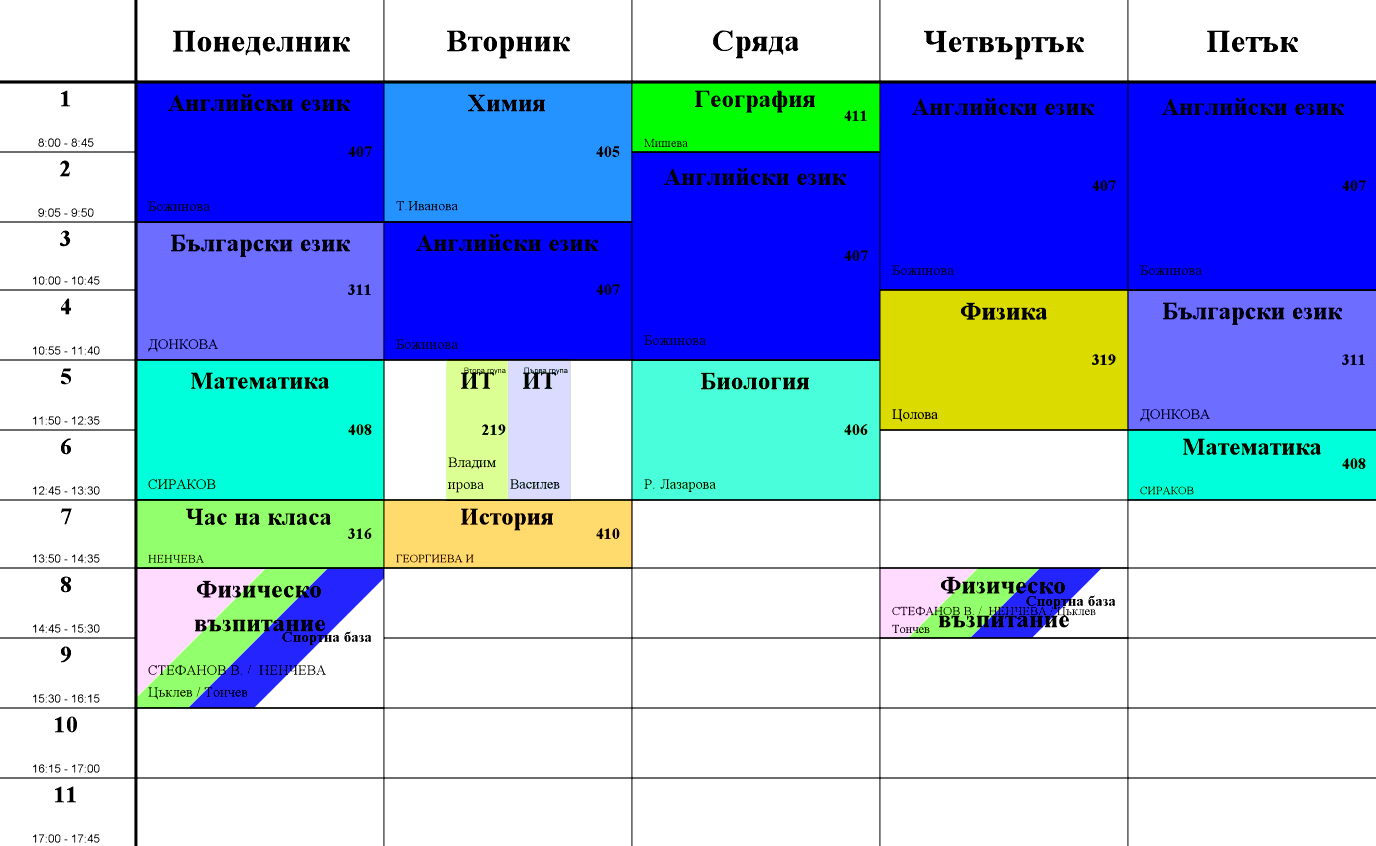 Понеделник
Вторник
Сряда
Четвъртък
Петък
1
8:00 - 8:45
2
9:05 - 9:50
3
10:00 - 10:45
4
10:55 - 11:40
5
11:50 - 12:35
6
12:45 - 13:30
7
13:50 - 14:35
8
14:45 - 15:30
9
15:30 - 16:15
10
16:15 - 17:00
11
17:00 - 17:45
Английски език
407
Божинова
Български език
311
ДОНКОВА
Математика
408
СИРАКОВ
Час на класа
316
НЕНЧЕВА
Физическо
възпитание
Спортна база
СТЕФАНОВ В. / НЕНЧЕВА
Цъклев / Тончев
Химия
405
Т.Иванова
Английски език
407
Божинова
Втора група
ИТ
219
Владим
ирова
Първа група
ИТ
Василев
История
410
ГЕОРГИЕВА И
География
411
Мишева
Английски език
407
Божинова
Биология
406
Р. Лазарова
Английски език
407
Божинова
Физика
319
Цолова
Физическо
възпитание
Спортна база
СТЕФАНОВ В. / НЕНЧЕВА / Цъклев
Тончев
Английски език
407
Божинова
Български език
311
ДОНКОВА
Математика
408
СИРАКОВ